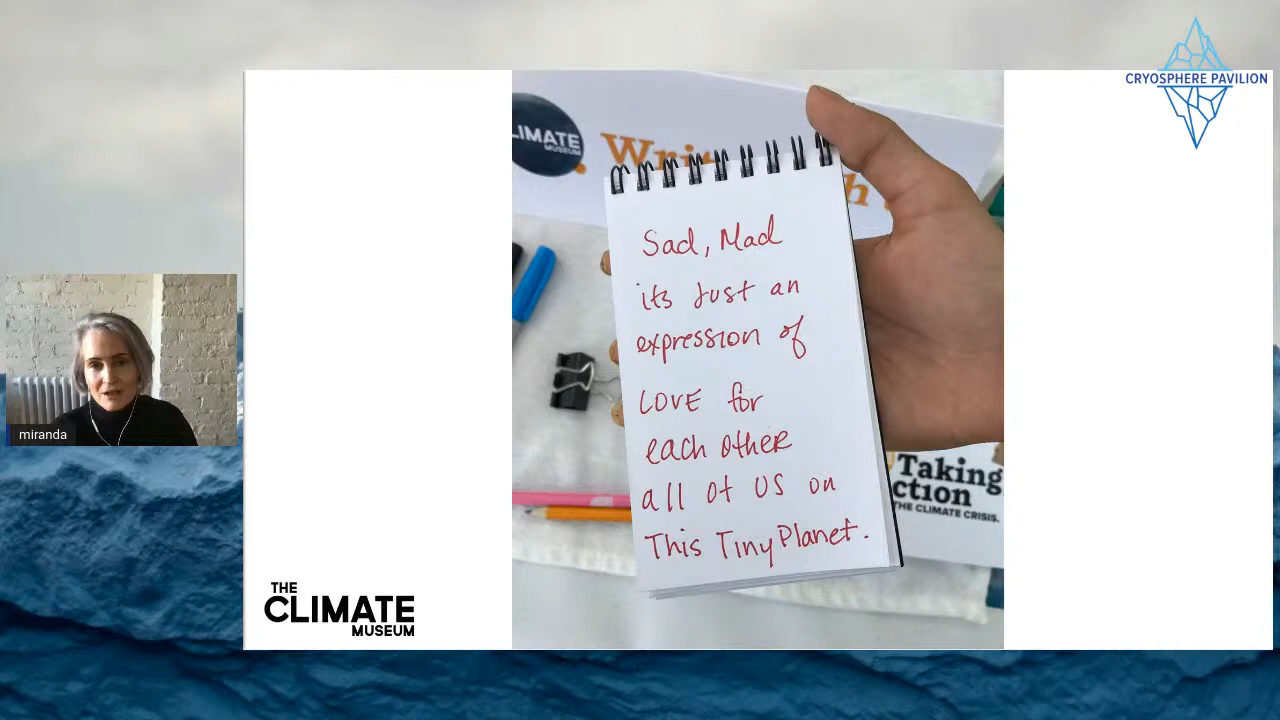 CRYOSPHERE PAVILION
CLIMATE
MUSEUM
Sad, Mad
its Just an
expression of
LOVE for
each other
all of us on
This Tiny Planet.
Taking
THE CLIMATE CRISIS.
miranda
THE
CLIMATE
MUSEUM